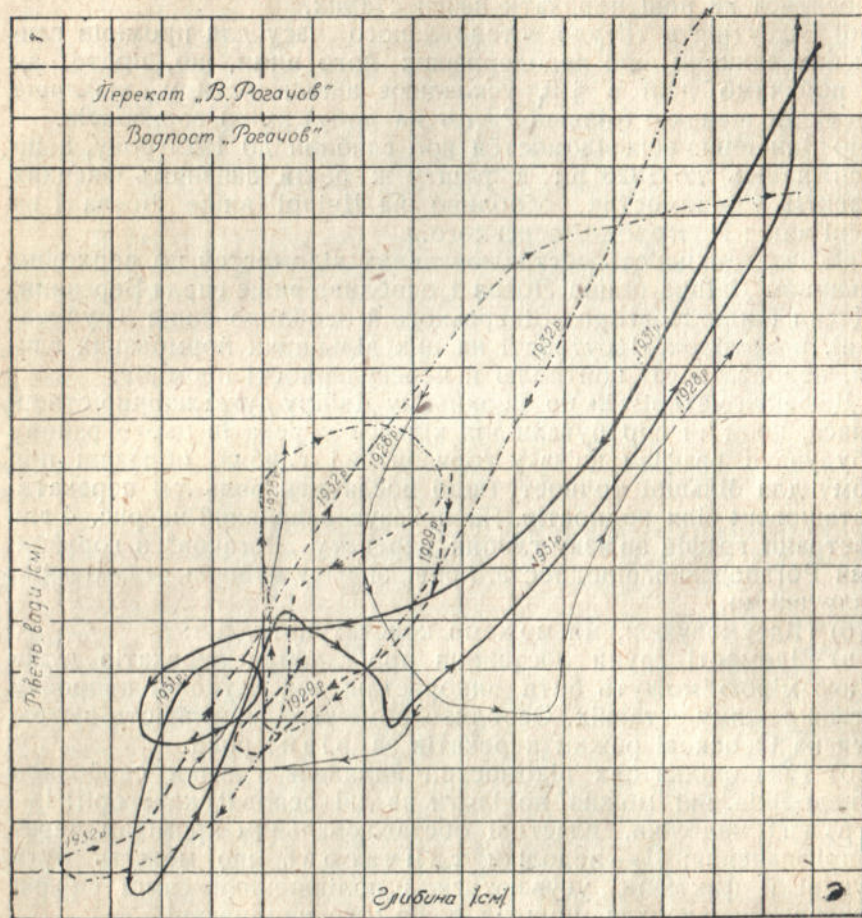 Перекат „В. Рогачов"
Водпост „Рогачов"
1932р
1931р
1928р
1928р
1932р
1928р
1929р
1931р
1931р
1929р
1932р
Рівень води [см]
Глибина [см]